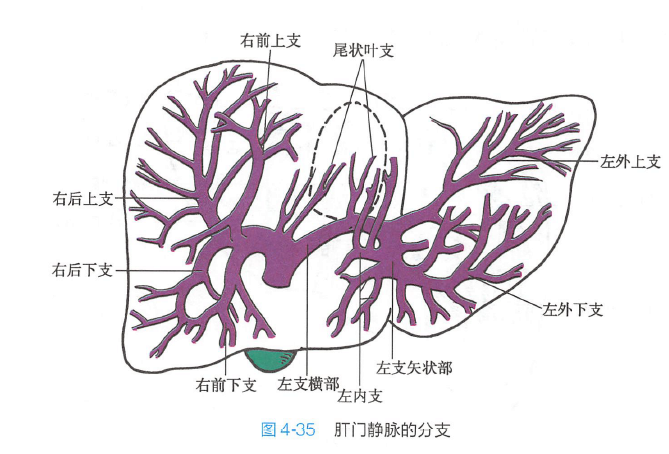 右前上支
尾状叶支
左外上支
右后上支
右后下支
左外下支
左支矢状部
右前下支
左支横部
左内支
图 4-35 肝门静脉的分支